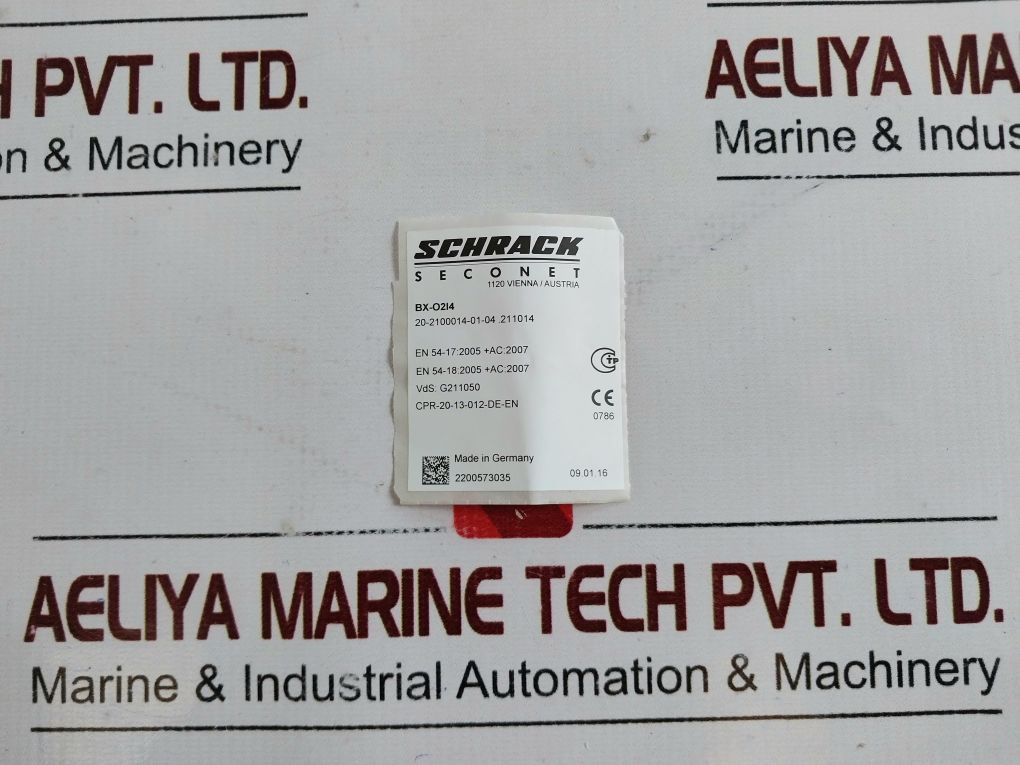 H PVT. LTD.
on & Machinery
AELIYA MA
Marine & Indus
SCHRACK
SECONET
1120 VIENNA / AUSTRIA
BX-O2I4
20-2100014-01-04 .211014
EN 54-17:2005 +AC:2007
EN 54-18:2005 +AC:2007
VdS: G211050
CPR-20-13-012-DE-EN
TP
CE
0786
Made in Germany
2200573035
09.01.16
AELIYA MARINE TECH PVT. LTD.
Marine & Industrial Automation & Machinery